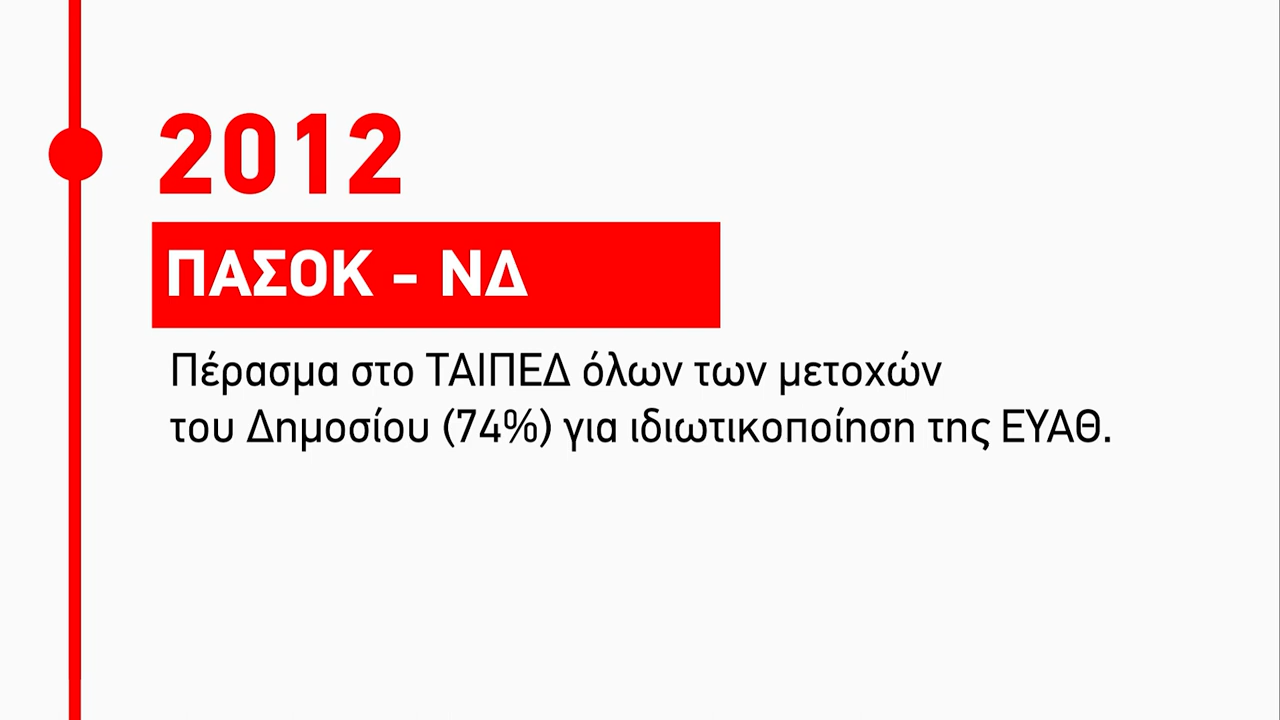 2012
ΠΑΣΟΚ - ΝΔ
Πέρασμα στο ΤΑΙΠΕΔ όλων των μετοχών
του Δημοσίου (74%) για ιδιωτικοποίηση της ΕΥΑΘ.